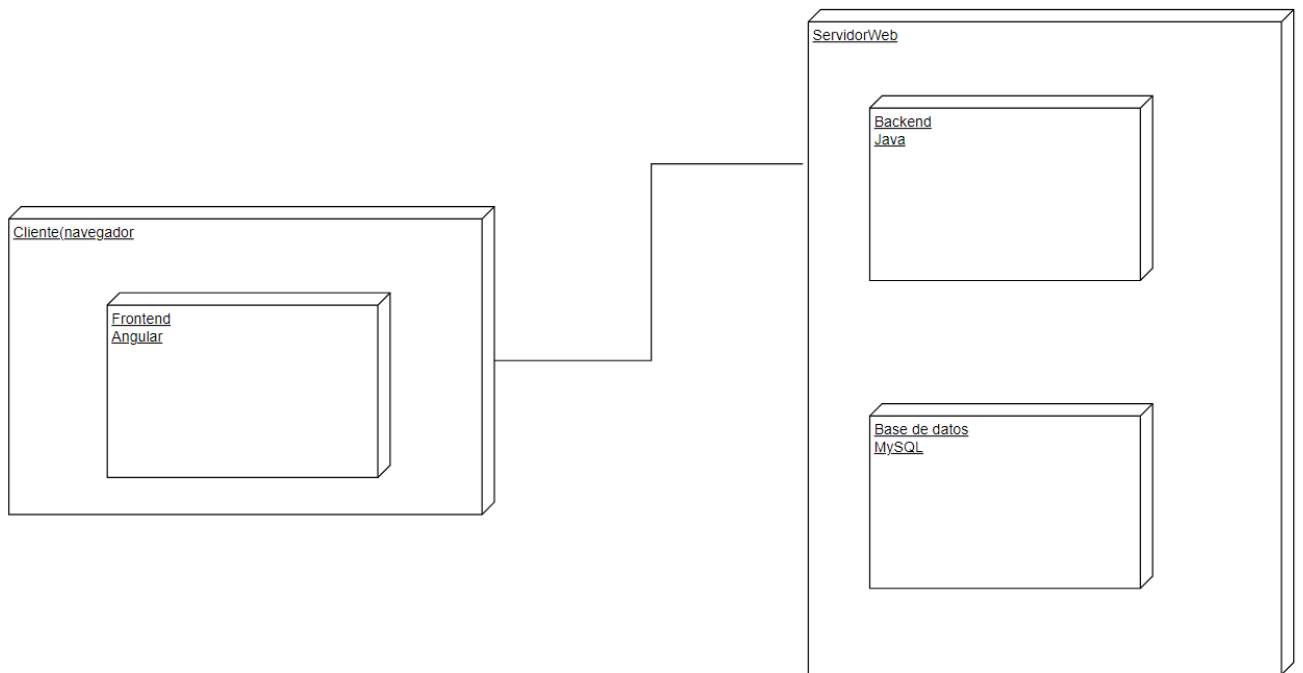 ServidorWeb
Backend
Java
Cliente(navegador
Frontend
Angular
Base de datos
MySQL